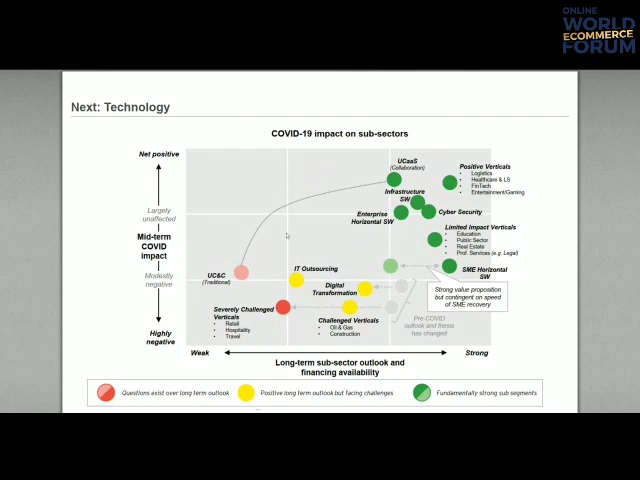 ONLINE
WORLD
ECOMMERCE
FORUM
Next: Technology
COVID-19 impact on sub-sectors
Net positive
Largely
unaffected
Mid-term
COVID
impact
Modestly
negative
Highly
negative
UCaaS
(Collaboration)
Infrastructure
SW
Enterprise
Horizontal SW
Cyber Security
Positive Verticals
• Logistics
• Healthcare & LS
• FinTech
• Entertainment/Gaming
Limited Impact Verticals
• Education
• Public Sector
• Real Estate
• Prof. Services (e.g. Legal)
UC&C
(Traditional)
IT Outsourcing
Digital
Transformation
SME Horizontal
SW
Strong value proposition
but contingent on speed
of SME recovery
Severely Challenged
Verticals
• Retail
• Hospitality
• Travel
Challenged Verticals
• Oil & Gas
• Construction
Pre-COVID
outlook and thesis
has changed
Weak
Strong
Long-term sub-sector outlook and
financing availability
Questions exist over long term outlook
Positive long term outlook but facing challenges
Fundamentally strong sub segments